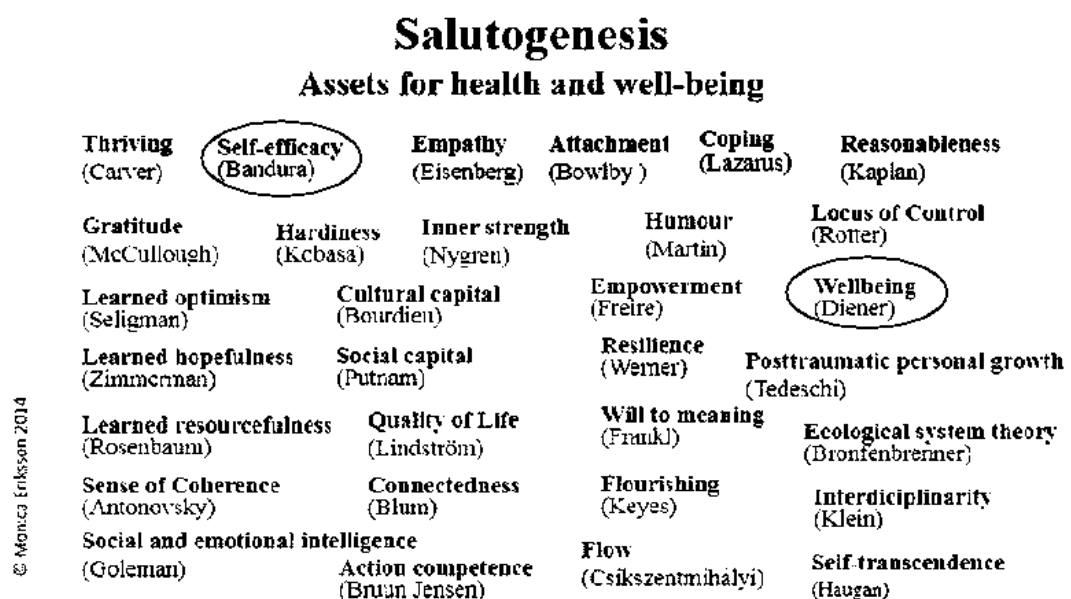 Salutogenesis
Assets for health and well-being
Thriving
(Carver)
Self-efficacy
(Bandura)
Empathy
(Eisenberg)
Attachment
(Bowlby )
Coping
(Lazarus)
Reasonableness
(Kaplan)
Gratitude
(McCullough)
Hardiness
(Kobasa)
Inner strength
(Nygren)
Humour
(Martin)
Locus of Control
(Rotter)
Learned optimism
(Seligman)
Cultural capital
(Bourdieu)
Empowerment
(Freire)
Wellbeing
(Diener)
Learned hopefulness
(Zimmerman)
Social capital
(Putnam)
Resilience
(Werner)
Posttraumatic personal growth
(Tedeschi)
Learned resourcefulness
(Rosenbaum)
Quality of Life
(Lindström)
Will to meaning
(Frankl)
Ecological system theory
(Bronfenbrenner)
Sense of Coherence
(Antonovsky)
Connectedness
(Blum)
Flourishing
(Keyes)
Interdiciplinarity
(Klein)
Social and emotional intelligence
(Goleman)
Action competence
(Bruun Jensen)
Flow
(Csikszentmihályi)
Self-transcendence
(Haugan)
© Monica Eriksson 2014